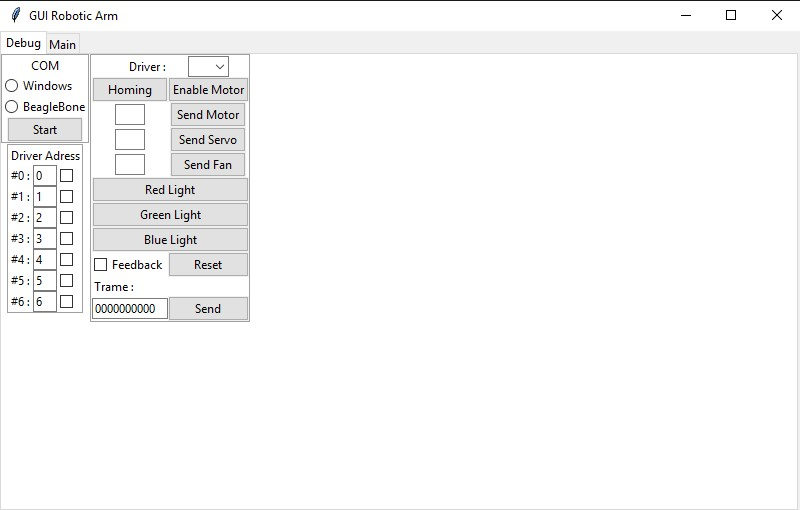 GUI Robotic Arm
Debug Main
COM
Windows
BeagleBone
Start
Driver Adress
#0 : 0
#1 : 1
#2 : 2
#3 : 3
#4 : 4
#5 : 5
#6 : 6
Driver :
Homing Enable Motor
Send Motor
Send Servo
Send Fan
Red Light
Green Light
Blue Light
Feedback Reset
Trame :
0000000000 Send